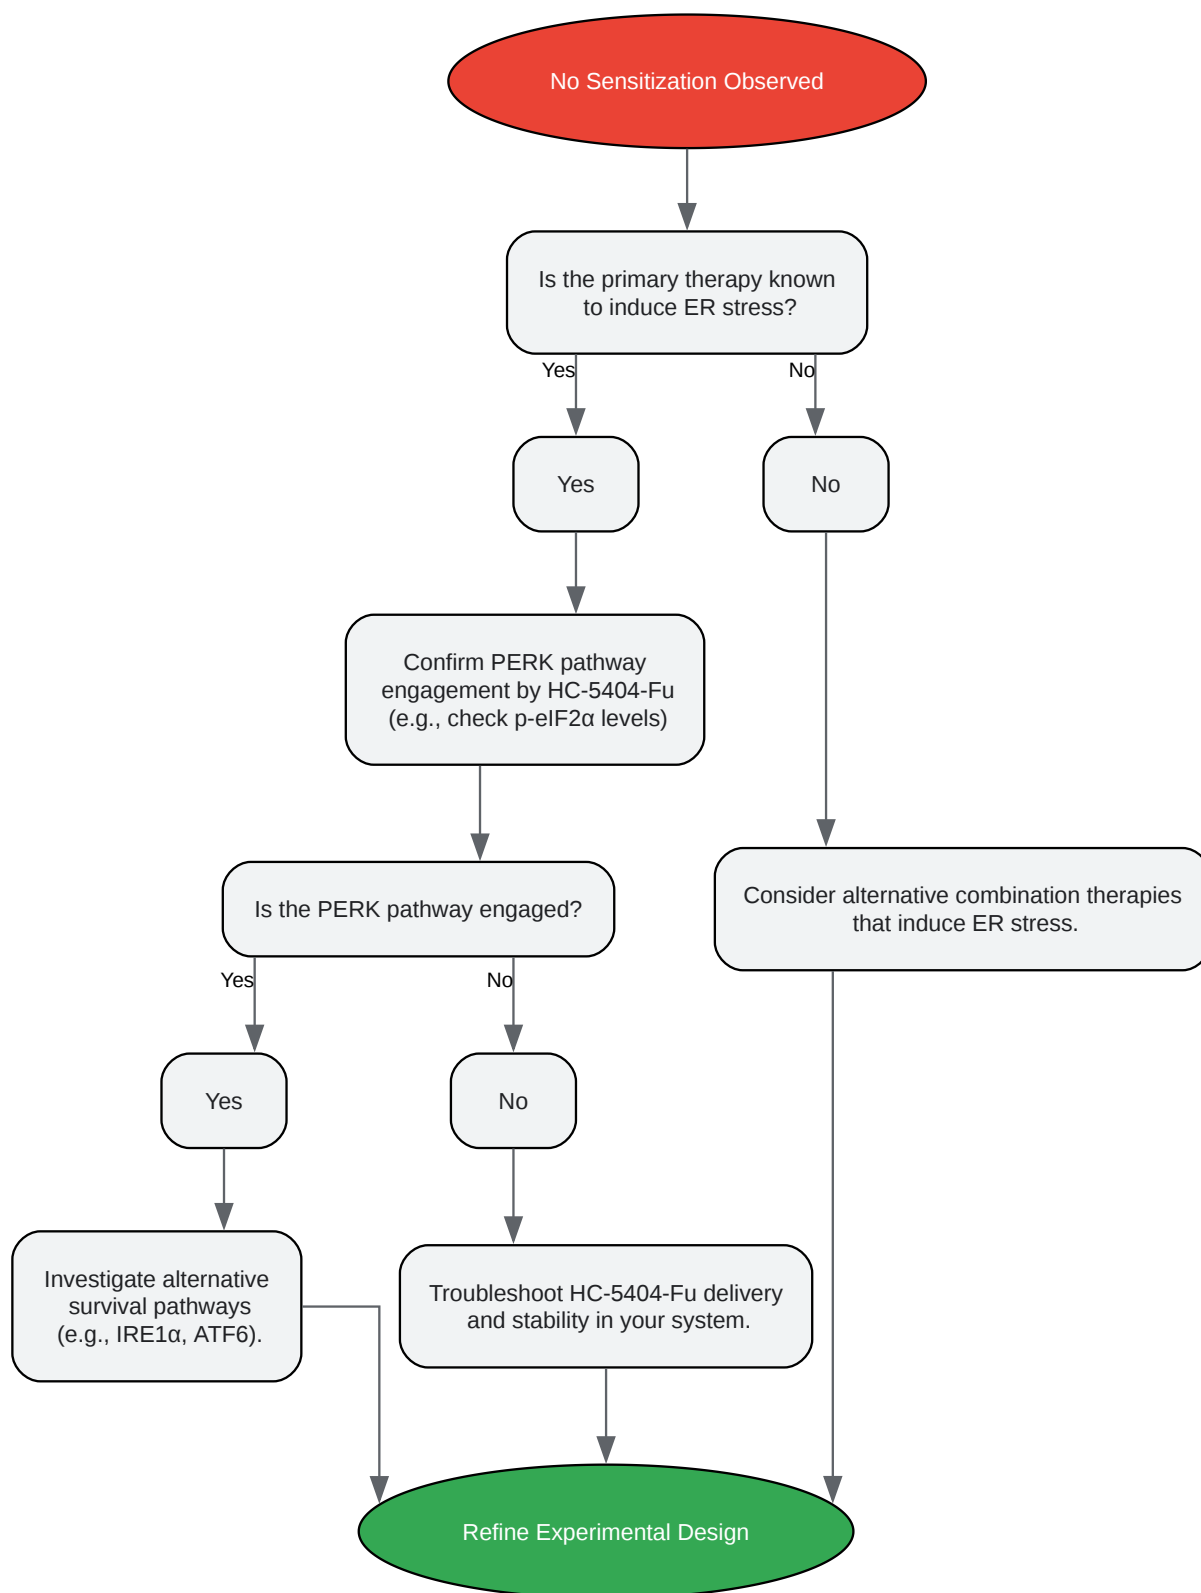 No Sensitization Observed
Is the primary therapy known
to induce ER stress?
Yes
No
Yes
No
Confirm PERK pathway
engagement by HC-5404-Fu
(e.g., check p-eIF2α levels)
Is the PERK pathway engaged?
Consider alternative combination therapies
that induce ER stress.
Yes
No
Yes
No
Investigate alternative
survival pathways
(e.g., IRE1α, ATF6).
Troubleshoot HC-5404-Fu delivery
and stability in your system.
Refine Experimental Design